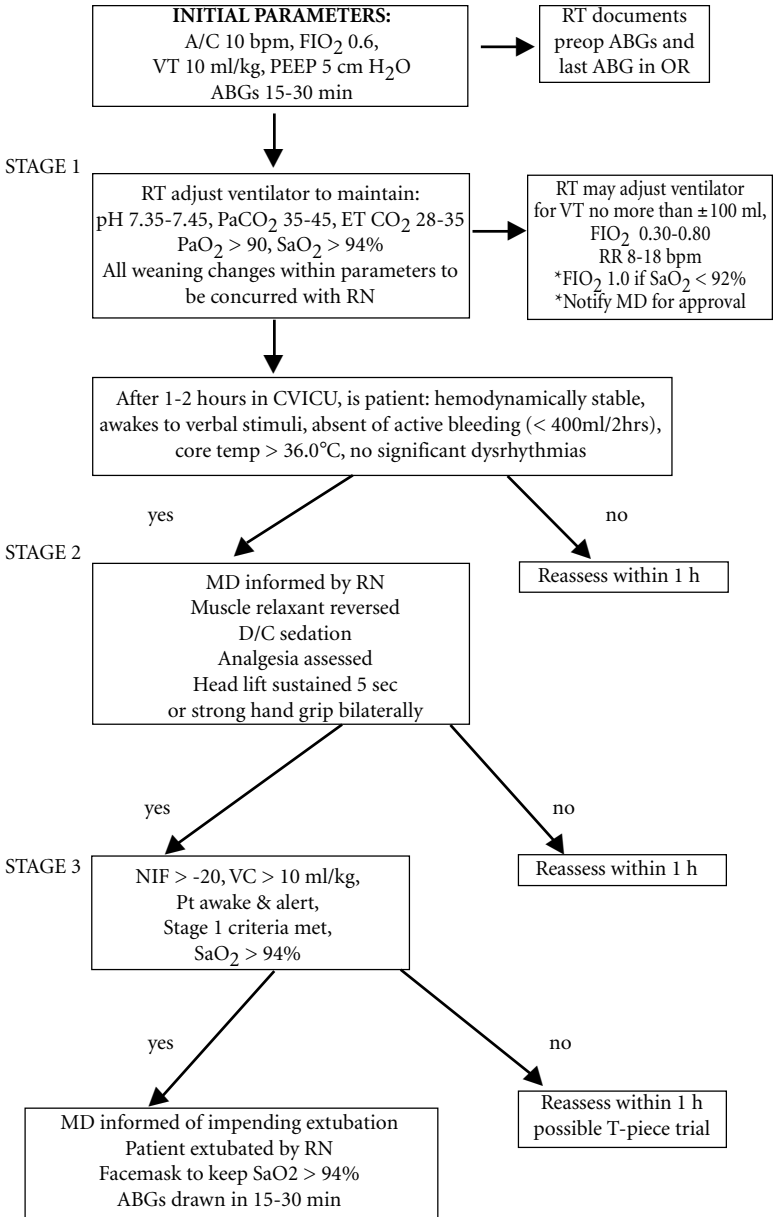 INITIAL PARAMETERS:
A/C 10 bpm, FIO2 0.6,
VT 10 ml/kg, PEEP 5 cm H2O
ABGs 15-30 min
RT documents
preop ABGs and
last ABG in OR
STAGE 1
RT adjust ventilator to maintain:
pH 7.35-7.45, PaCO2 35-45, ET CO2 28-35
PaO2 > 90, SaO2 > 94%
All weaning changes within parameters to
be concurred with RN
RT may adjust ventilator
for VT no more than ±100 ml,
FIO2 0.30-0.80
RR 8-18 bpm
*FIO2 1.0 if SaO2 < 92%
*Notify MD for approval
After 1-2 hours in CVICU, is patient: hemodynamically stable,
awakes to verbal stimuli, absent of active bleeding (< 400ml/2hrs),
core temp > 36.0°C, no significant dysrhythmias
yes
no
STAGE 2
MD informed by RN
Muscle relaxant reversed
D/C sedation
Analgesia assessed
Head lift sustained 5 sec
or strong hand grip bilaterally
Reassess within 1 h
yes
no
STAGE 3
NIF > -20, VC > 10 ml/kg,
Pt awake & alert,
Stage 1 criteria met,
SaO2 > 94%
Reassess within 1 h
yes
no
MD informed of impending extubation
Patient extubated by RN
Facemask to keep SaO2 > 94%
ABGs drawn in 15-30 min
Reassess within 1 h
possible T-piece trial